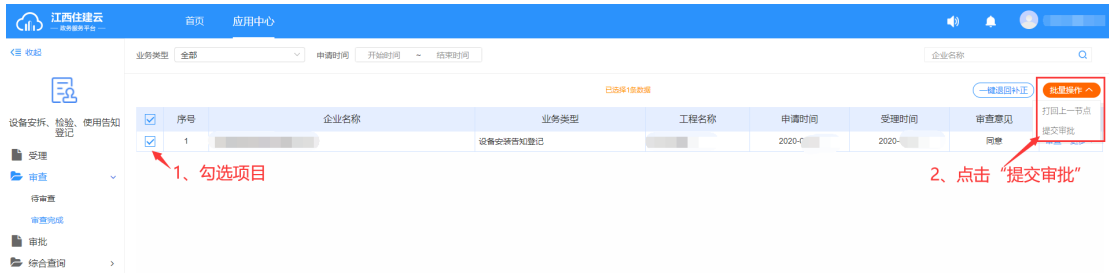 江西住建云
— 政务服务平台 —
首页
应用中心
收起
业务类型 全部
申请时间 开始时间 ~ 结束时间
企业名称
已选择1条数据
一键退回补正
批量操作
打回上一节点
提交审批
设备安拆、检验、使用告知
登记
受理
审查
待审查
审查完成
审批
综合查询
序号 企业名称 业务类型 工程名称 申请时间 受理时间 审查意见
1 设备安装告知登记 2020- 2020- 同意
1、勾选项目
2、点击“提交审批”